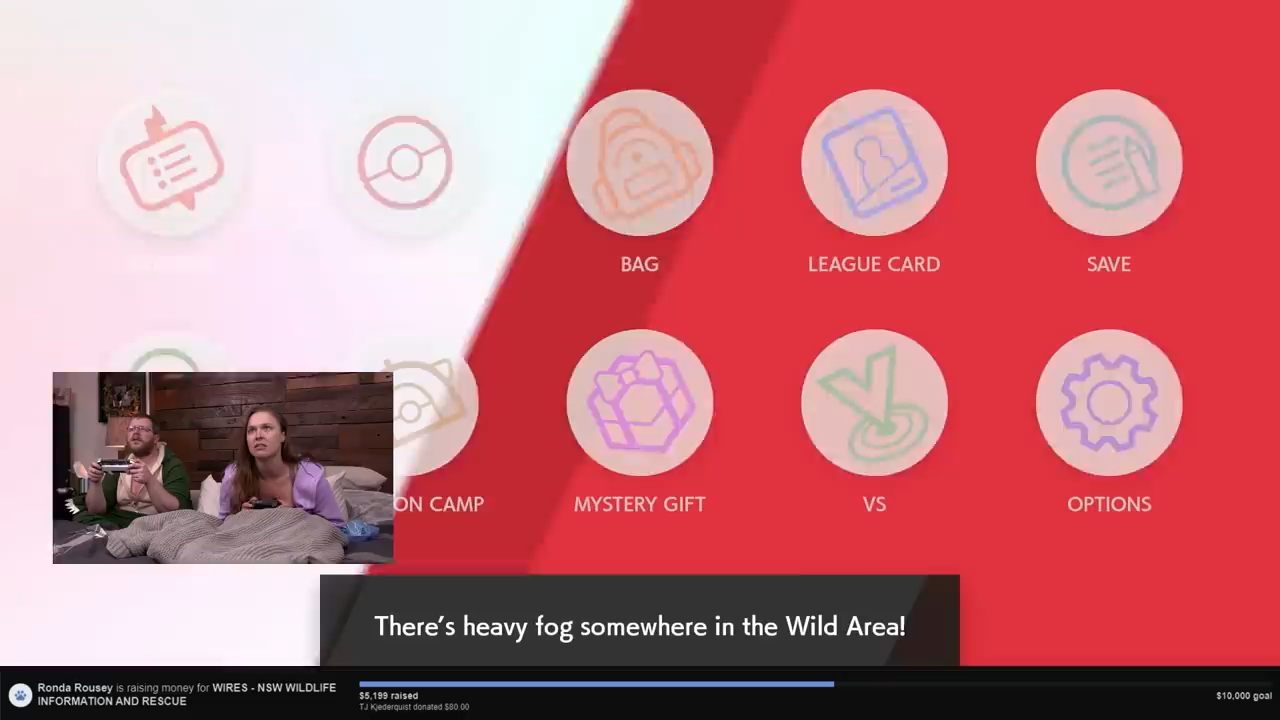 BAG
LEAGUE CARD
SAVE
ON CAMP
MYSTERY GIFT
VS
OPTIONS
There's heavy fog somewhere in the Wild Area!
Ronda Rousey is raising money for WIRES - NSW WILDLIFE
INFORMATION AND RESCUE
$5,199 raised
$10,000 goal
TJ Kjederquist donated $80.00